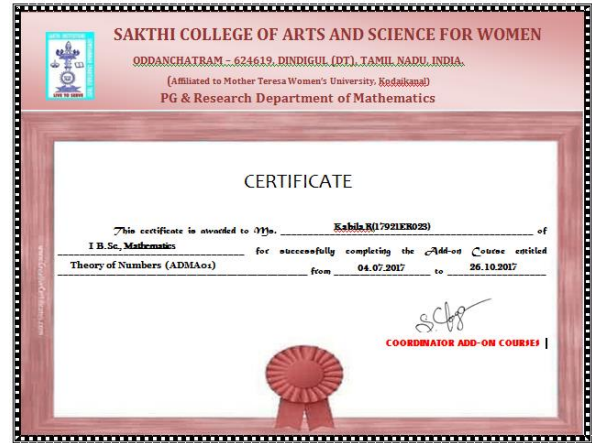 SAKTHI COLLEGE OF ARTS AND SCIENCE FOR WOMEN
ODDANCHATRAM – 624619, DINDIGUL (DT), TAMIL NADU, INDIA.
(Affiliated to Mother Teresa Women's University, Kodaikanal)
PG & Research Department of Mathematics
LIVE TO SERVE
CERTIFICATE
This certificate is awarded to Ms. Kabila R(17921ER023) of
I B.Sc., Mathematics for successfully completing the Add-on Course entitled
Theory of Numbers (ADMA01) from 04.07.2017 to 26.10.2017
COORDINATOR ADD-ON COURSES